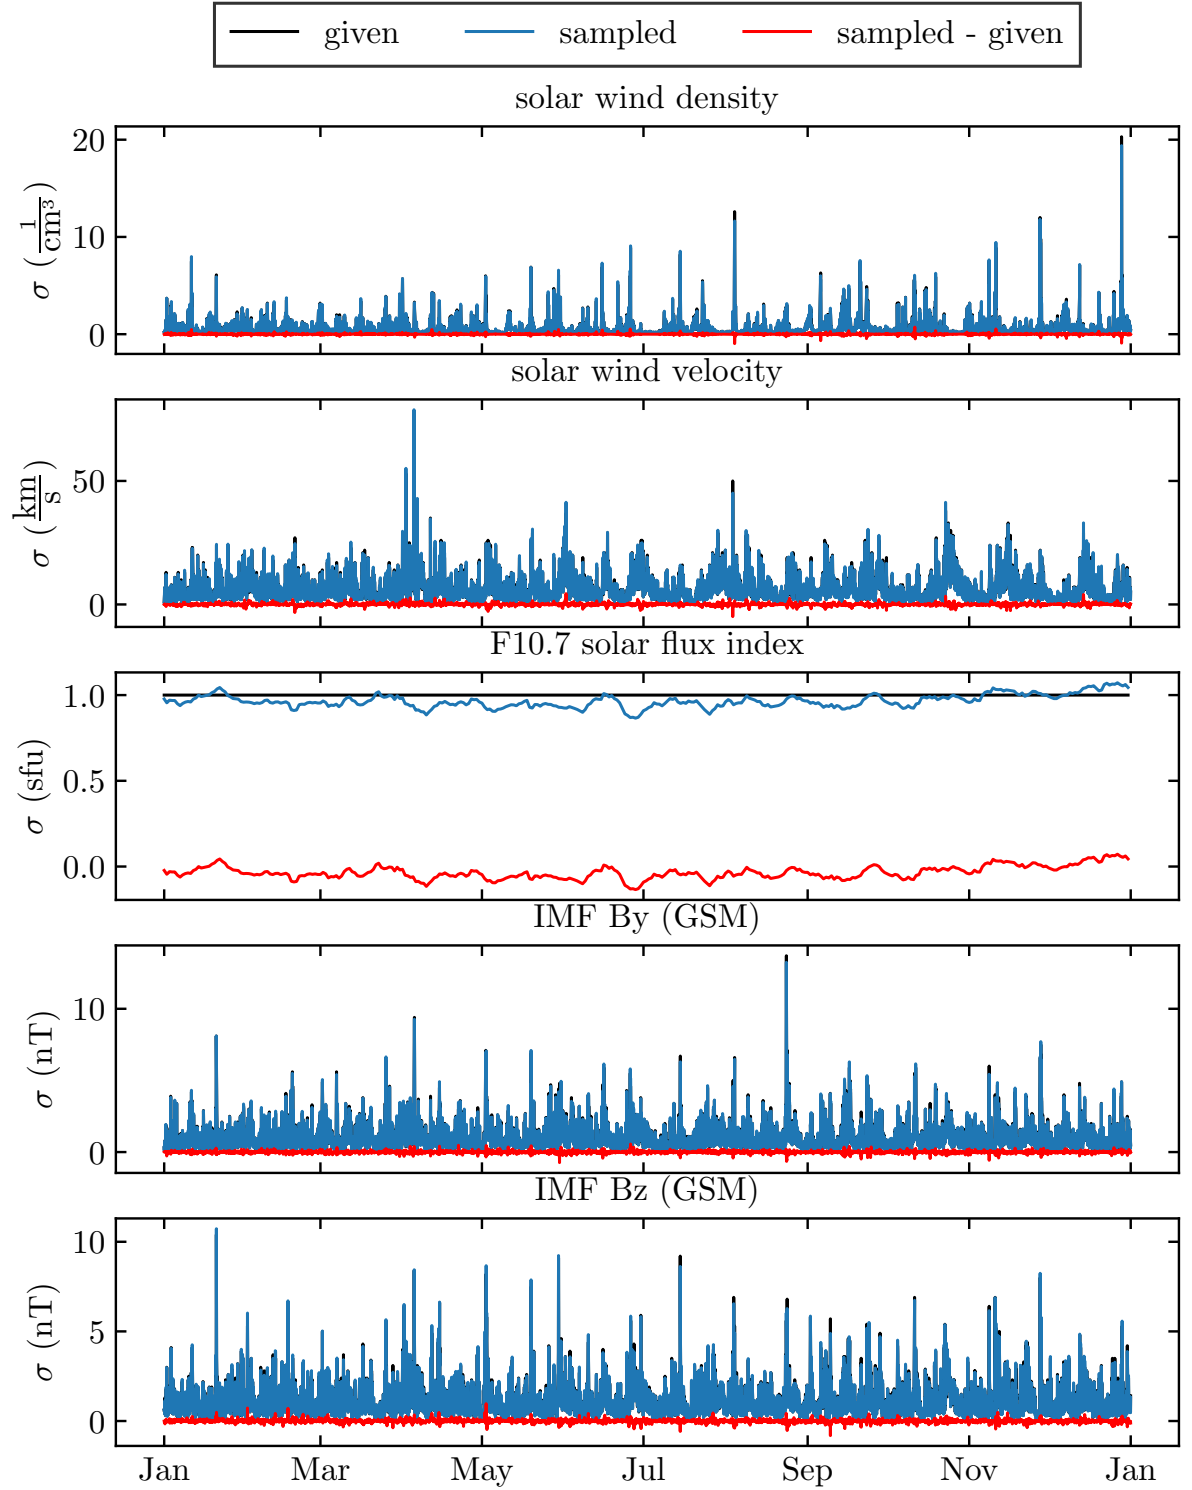 given sampled sampled - given
solar wind density
20
10
0
σ (1/cm³)
solar wind velocity
50
0
σ (km/s)
F10.7 solar flux index
1.0
0.5
0.0
σ (sfu)
IMF By (GSM)
10
0
σ (nT)
IMF Bz (GSM)
10
5
0
σ (nT)
Jan Mar May Jul Sep Nov Jan